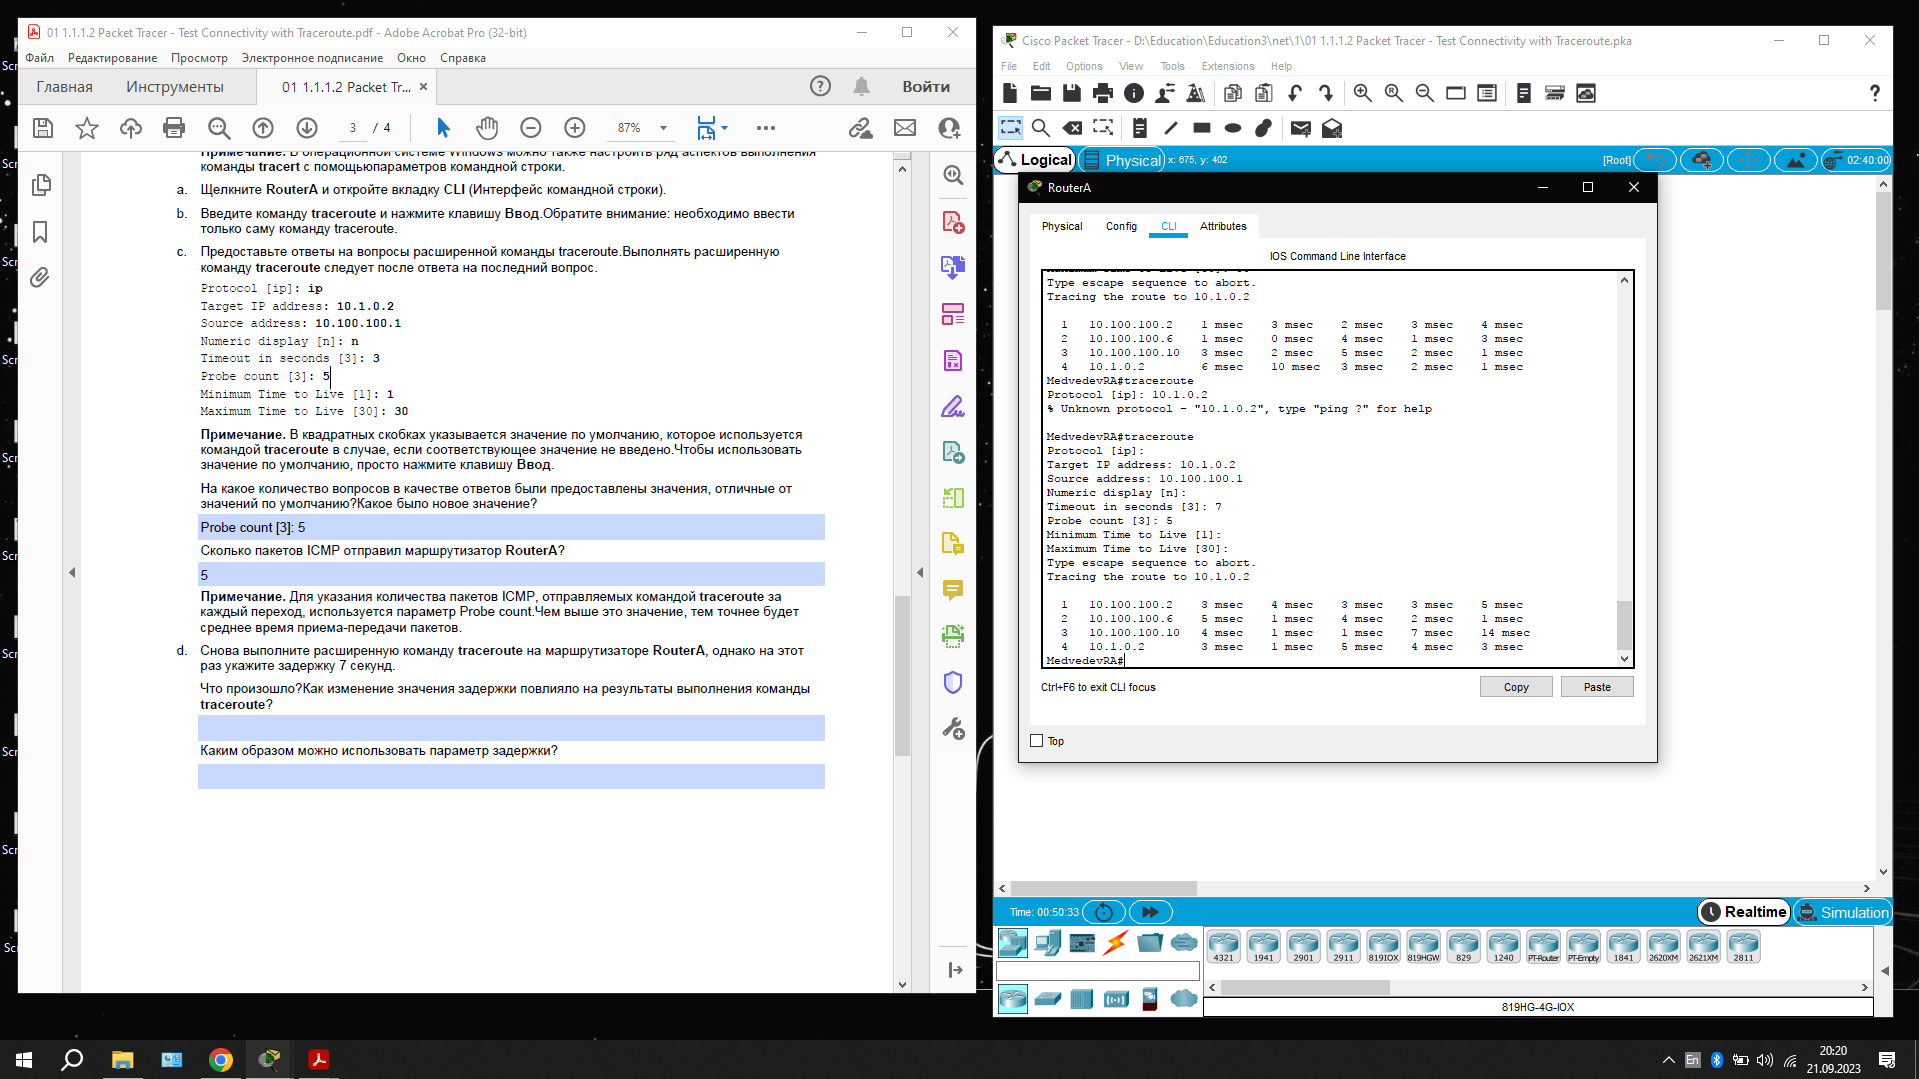 01 1.1.1.2 Packet Tracer - Test Connectivity with Traceroute.pdf - Adobe Acrobat Pro (32-bit)
Файл Редактирование Просмотр Электронное подписание Окно Справка
Главная Инструменты 01 1.1.1.2 Packet Tr... × Войти
3 / 4 87%
Примечание. В операционной системе Windows можно также настроить ряд аспектов выполнения
команды tracert с помощьюпараметров командной строки.
a. Щелкните RouterA и откройте вкладку CLI (Интерфейс командной строки).
b. Введите команду traceroute и нажмите клавишу Ввод.Обратите внимание: необходимо ввести
только саму команду traceroute.
c. Предоставьте ответы на вопросы расширенной команды traceroute.Выполнять расширенную
команду traceroute следует после ответа на последний вопрос.
Protocol [ip]: ip
Target IP address: 10.1.0.2
Source address: 10.100.100.1
Numeric display [n]: n
Timeout in seconds [3]: 3
Probe count [3]: 5
Minimum Time to Live [1]: 1
Maximum Time to Live [30]: 30
Примечание. В квадратных скобках указывается значение по умолчанию, которое используется
командой traceroute в случае, если соответствующее значение не введено.Чтобы использовать
значение по умолчанию, просто нажмите клавишу Ввод.
На какое количество вопросов в качестве ответов были предоставлены значения, отличные от
значений по умолчанию?Какое было новое значение?
Probe count [3]: 5
Сколько пакетов ICMP отправил маршрутизатор RouterA?
5
Примечание. Для указания количества пакетов ICMP, отправляемых командой traceroute за
каждый переход, используется параметр Probe count.Чем выше это значение, тем точнее будет
среднее время приема-передачи пакетов.
d. Снова выполните расширенную команду traceroute на маршрутизаторе RouterA, однако на этот
раз укажите задержку 7 секунд.
Что произошло?Как изменение значения задержки повлияло на результаты выполнения команды
traceroute?
Каким образом можно использовать параметр задержки?
Cisco Packet Tracer - D:\Education\Education3\net\1\01 1.1.1.2 Packet Tracer - Test Connectivity with Traceroute.pka
File Edit Options View Tools Extensions Help
Logical Physical x: 675, y: 402 [Root] 02:40:00
RouterA
Physical Config CLI Attributes
IOS Command Line Interface
Type escape sequence to abort.
Tracing the route to 10.1.0.2
1 10.100.100.2 1 msec 3 msec 2 msec 3 msec 4 msec
2 10.100.100.6 1 msec 0 msec 4 msec 1 msec 3 msec
3 10.100.100.10 3 msec 2 msec 5 msec 2 msec 1 msec
4 10.1.0.2 6 msec 10 msec 3 msec 2 msec 1 msec
MedvedevRA#traceroute
Protocol [ip]: 10.1.0.2
% Unknown protocol - "10.1.0.2", type "ping ?" for help
MedvedevRA#traceroute
Protocol [ip]:
Target IP address: 10.1.0.2
Source address: 10.100.100.1
Numeric display [n]:
Timeout in seconds [3]: 7
Probe count [3]: 5
Minimum Time to Live [1]:
Maximum Time to Live [30]:
Type escape sequence to abort.
Tracing the route to 10.1.0.2
1 10.100.100.2 3 msec 4 msec 3 msec 3 msec 5 msec
2 10.100.100.6 5 msec 1 msec 4 msec 2 msec 1 msec
3 10.100.100.10 4 msec 1 msec 1 msec 7 msec 14 msec
4 10.1.0.2 3 msec 1 msec 5 msec 4 msec 3 msec
MedvedevRA#
Ctrl+F6 to exit CLI focus Copy Paste
Top
Time: 00:50:33 Realtime Simulation
4321 1941 2901 2911 819IOX 819HGW 829 1240 PT-Router PT-Empty 1841 2620XM 2621XM 2811
819HG-4G-IOX
En 20:20
21.09.2023